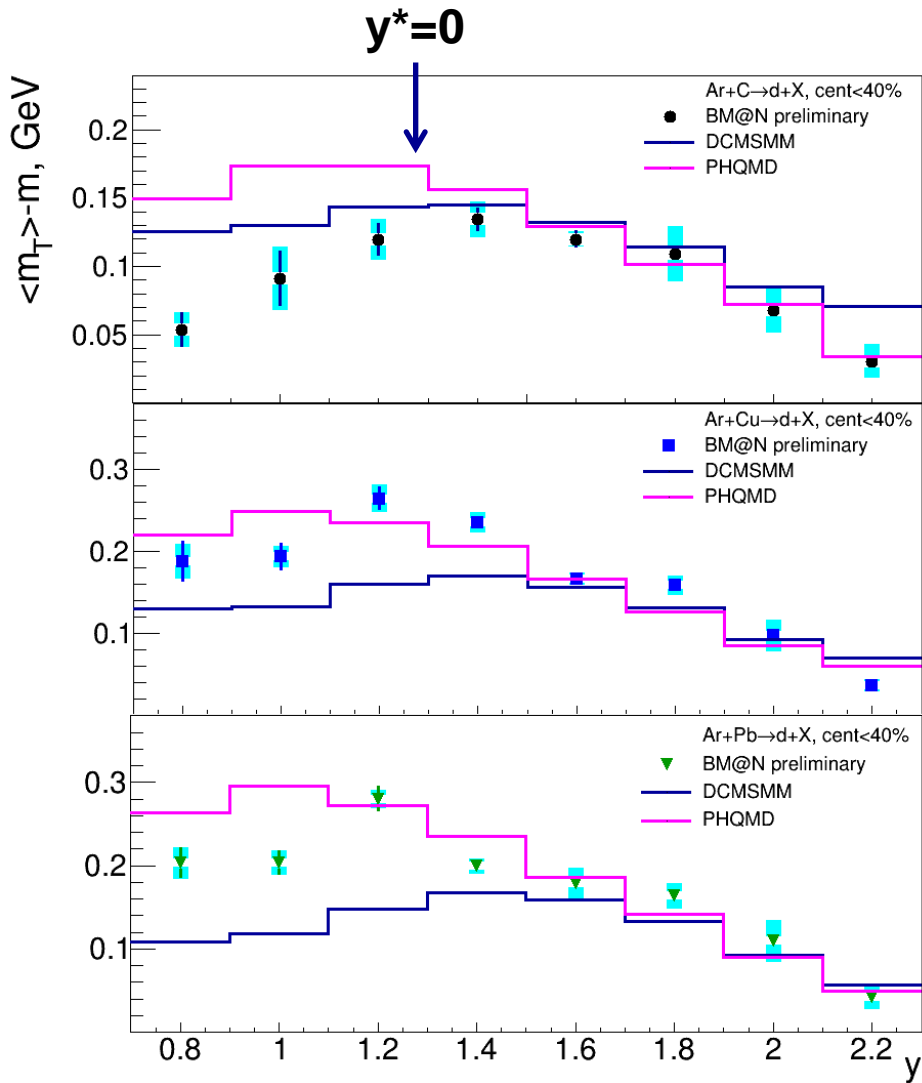 y*=0
<m_T>-m, GeV
Ar+C→d+X, cent<40%
BM@N preliminary
DCMSMM
PHQMD
0.2
0.15
0.1
0.05
Ar+Cu→d+X, cent<40%
BM@N preliminary
DCMSMM
PHQMD
0.3
0.2
0.1
Ar+Pb→d+X, cent<40%
BM@N preliminary
DCMSMM
PHQMD
0.3
0.2
0.1
0.8 1 1.2 1.4 1.6 1.8 2 2.2
y